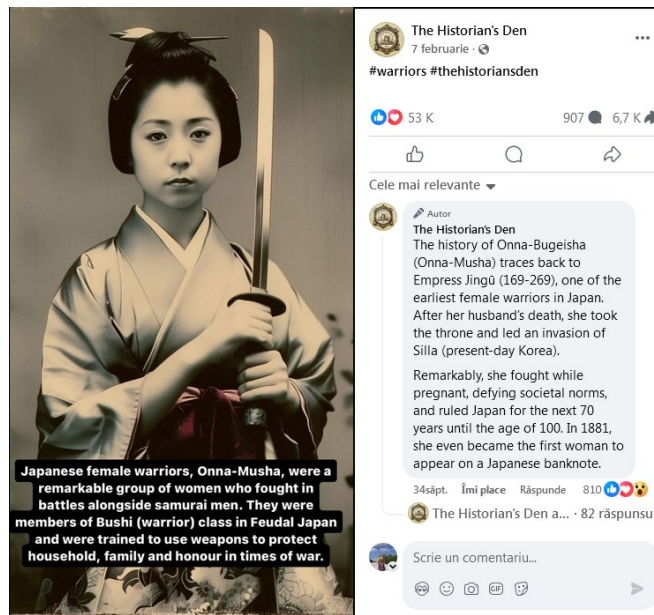 Japanese female warriors, Onna-Musha, were a
remarkable group of women who fought in
battles alongside samurai men. They were
members of Bushi (warrior) class in Feudal Japan
and were trained to use weapons to protect
household, family and honour in times of war.
The Historian's Den
7 februarie ·
#warriors #thehistoriansden
53 K
907
6,7 K
Cele mai relevante
Autor
The Historian's Den
The history of Onna-Bugeisha
(Onna-Musha) traces back to
Empress Jingū (169-269), one of the
earliest female warriors in Japan.
After her husband's death, she took
the throne and led an invasion of
Silla (present-day Korea).
Remarkably, she fought while
pregnant, defying societal norms,
and ruled Japan for the next 70
years until the age of 100. In 1881,
she even became the first woman to
appear on a Japanese banknote.
34săpt. Îmi place Răspunde 810
The Historian's Den a... · 82 răspunsu
Scrie un comentariu...
GIF